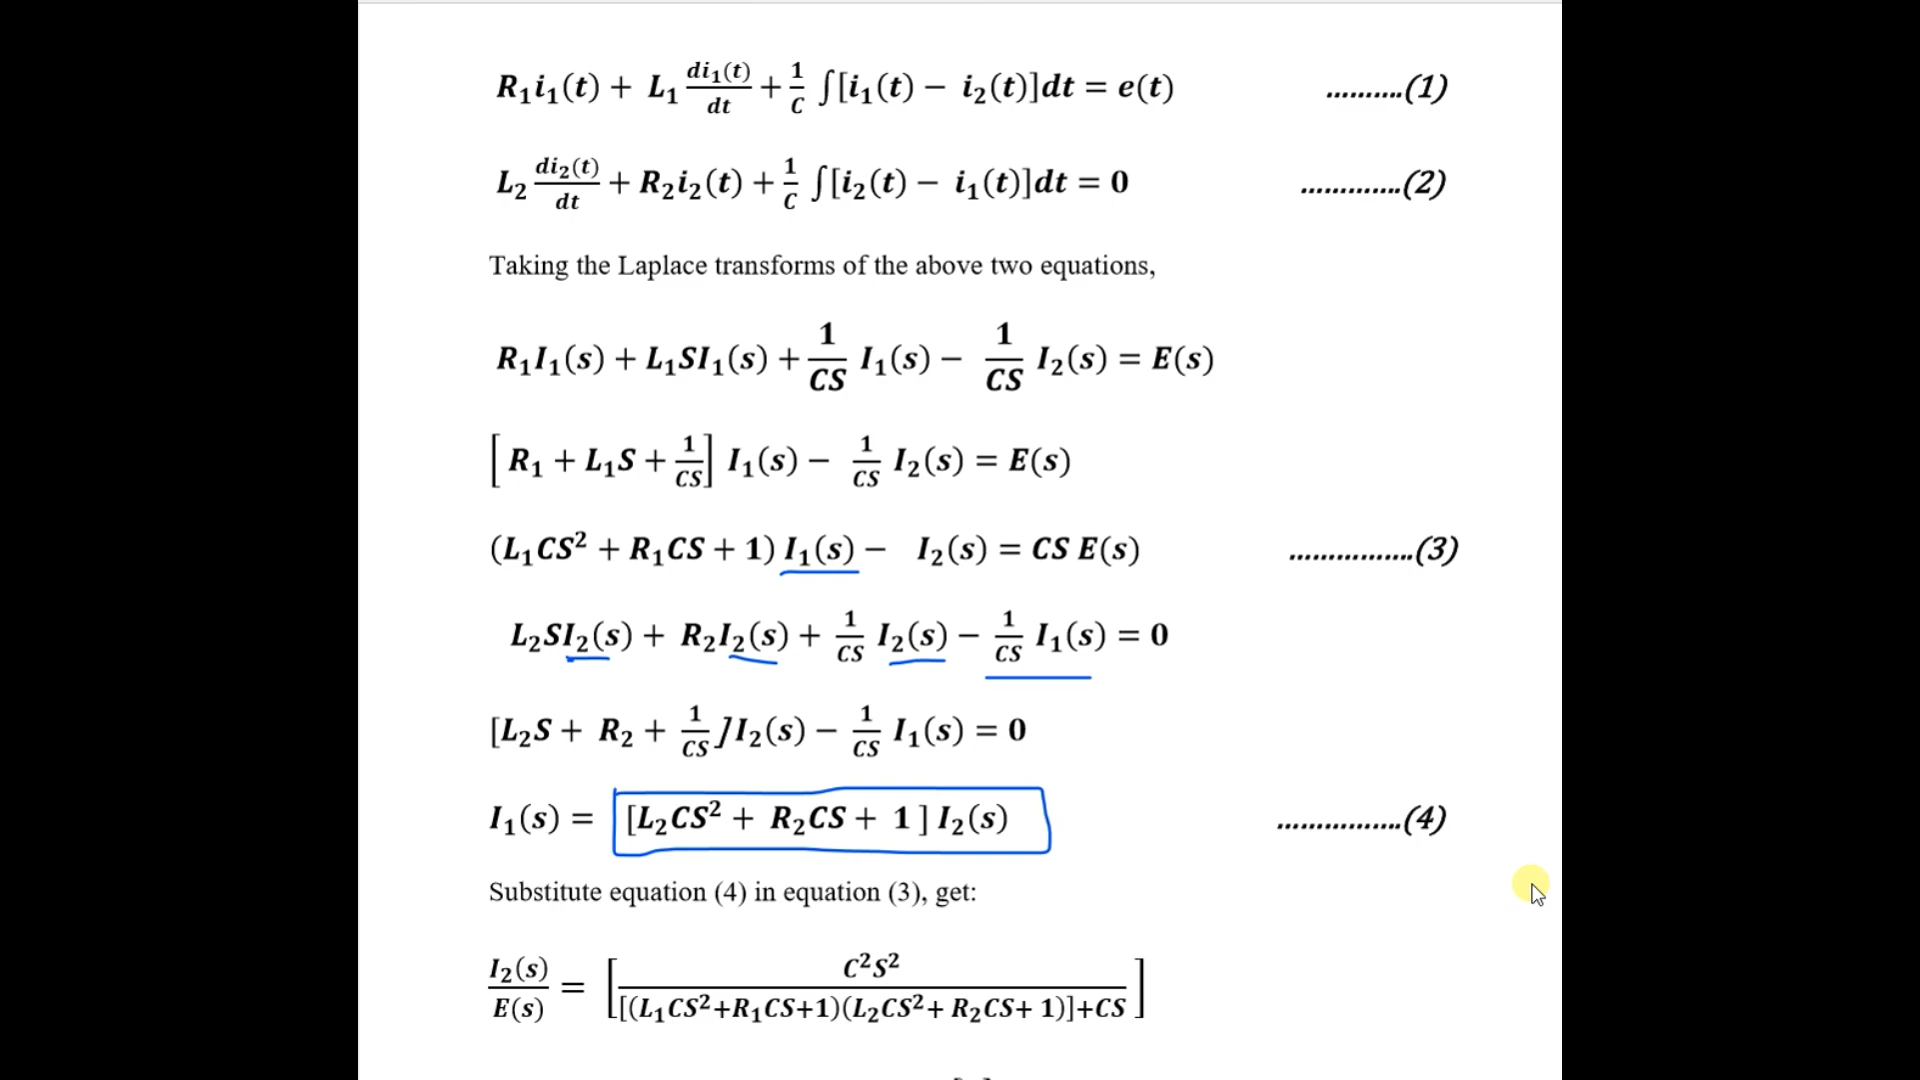 R₁i₁(t) + L₁ di₁(t)/dt + 1/C ∫[i₁(t) − i₂(t)]dt = e(t) ..........(1)
L₂ di₂(t)/dt + R₂i₂(t) + 1/C ∫[i₂(t) − i₁(t)]dt = 0 .............(2)
Taking the Laplace transforms of the above two equations,
R₁I₁(s) + L₁SI₁(s) + 1/CS I₁(s) − 1/CS I₂(s) = E(s)
[R₁ + L₁S + 1/CS] I₁(s) − 1/CS I₂(s) = E(s)
(L₁CS² + R₁CS + 1) I₁(s) − I₂(s) = CS E(s) ................(3)
L₂SI₂(s) + R₂I₂(s) + 1/CS I₂(s) − 1/CS I₁(s) = 0
[L₂S + R₂ + 1/CS]I₂(s) − 1/CS I₁(s) = 0
I₁(s) = [L₂CS² + R₂CS + 1] I₂(s) ................(4)
Substitute equation (4) in equation (3), get:
I₂(s)/E(s) = [C²S² / [(L₁CS²+R₁CS+1)(L₂CS²+ R₂CS+ 1)]+CS]